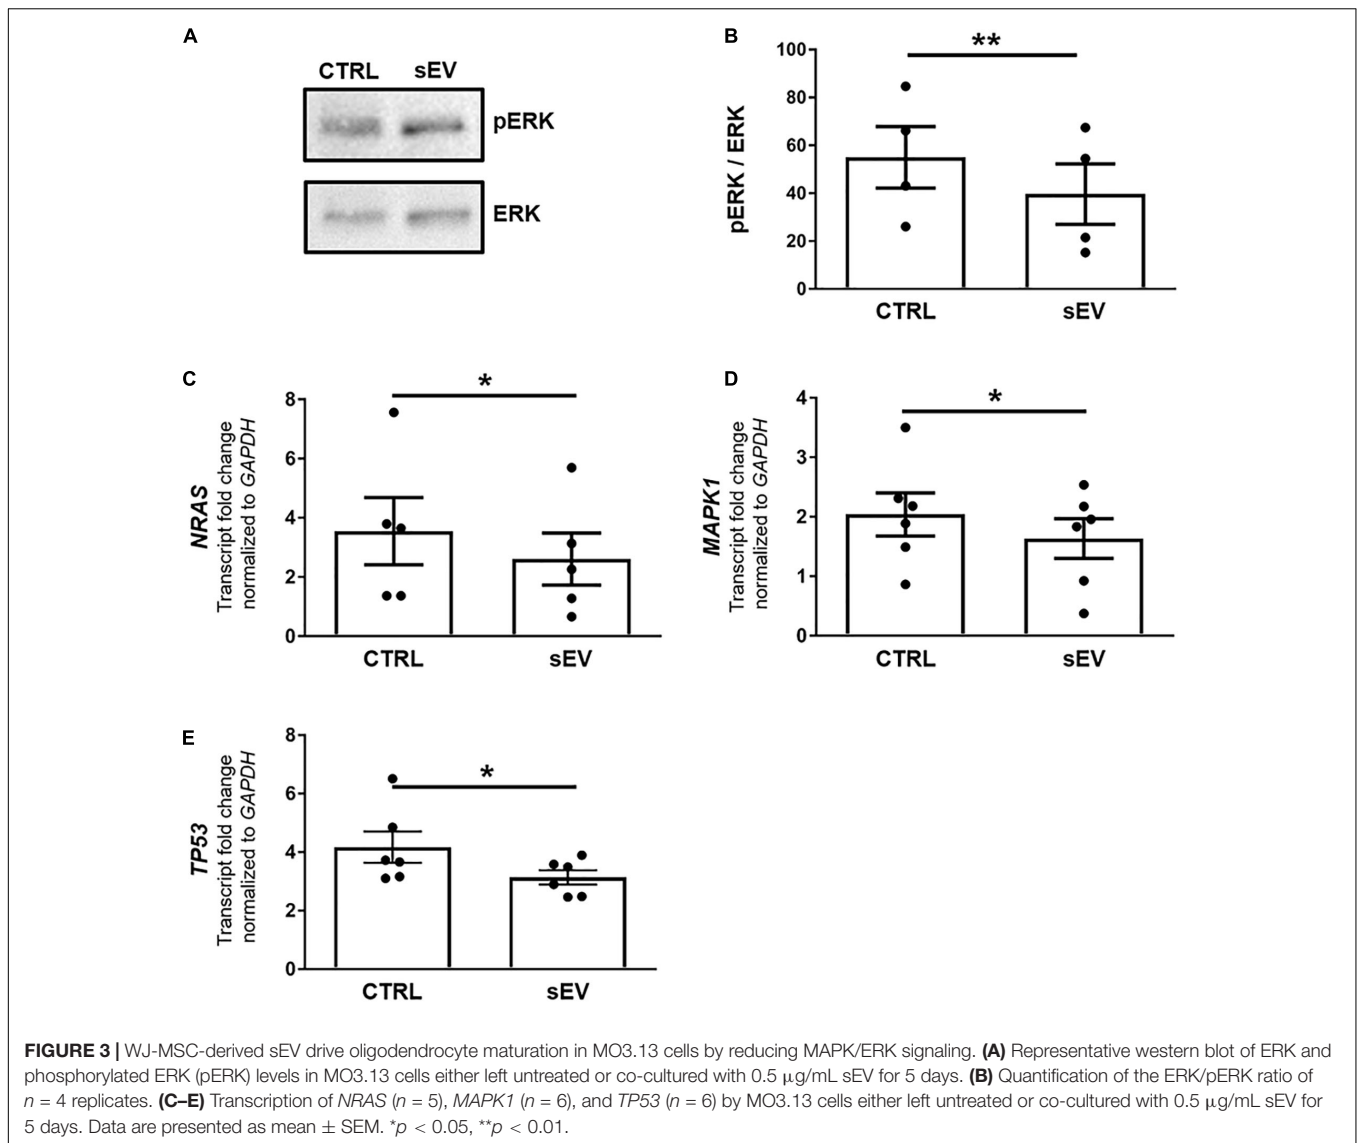 A
CTRL sEV
pERK
ERK
B
**
100
80
60
40
20
0
pERK / ERK
CTRL sEV
C
*
8
6
4
2
0
NRAS
Transcript fold change
normalized to GAPDH
CTRL sEV
D
*
4
3
2
1
0
MAPK1
Transcript fold change
normalized to GAPDH
CTRL sEV
E
*
8
6
4
2
0
TP53
Transcript fold change
normalized to GAPDH
CTRL sEV
FIGURE 3 | WJ-MSC-derived sEV drive oligodendrocyte maturation in MO3.13 cells by reducing MAPK/ERK signaling. (A) Representative western blot of ERK and
phosphorylated ERK (pERK) levels in MO3.13 cells either left untreated or co-cultured with 0.5 μg/mL sEV for 5 days. (B) Quantification of the ERK/pERK ratio of
n = 4 replicates. (C–E) Transcription of NRAS (n = 5), MAPK1 (n = 6), and TP53 (n = 6) by MO3.13 cells either left untreated or co-cultured with 0.5 μg/mL sEV for
5 days. Data are presented as mean ± SEM. *p < 0.05, **p < 0.01.